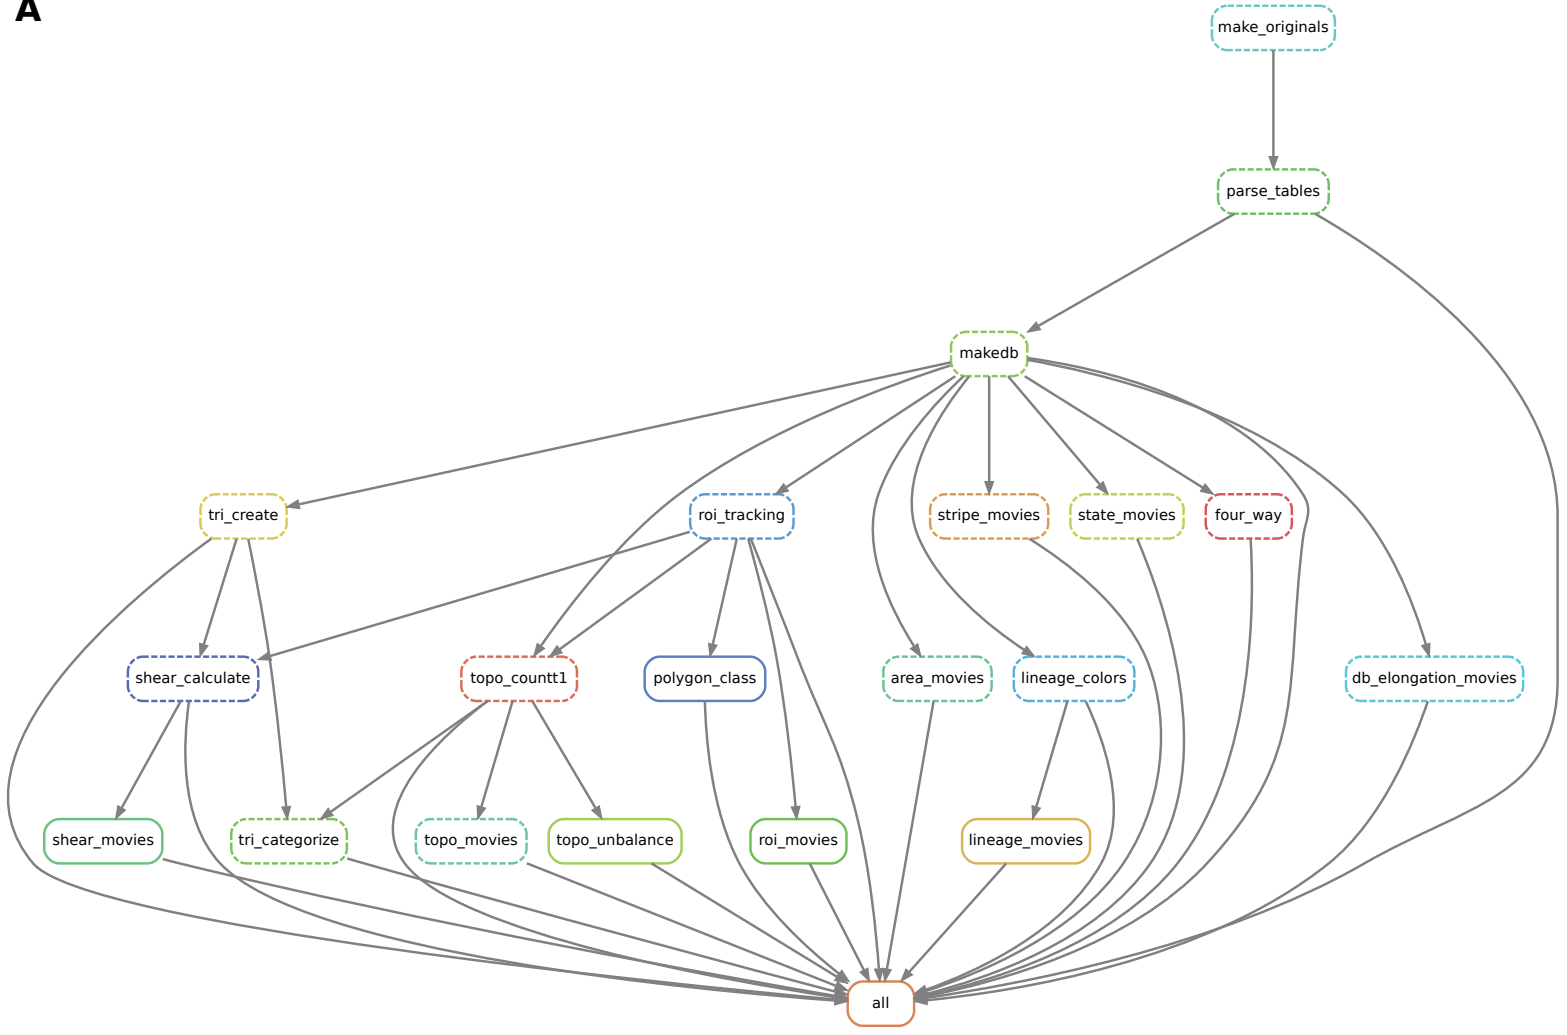 A
make_originals
parse_tables
makedb
tri_create
roi_tracking
stripe_movies
state_movies
four_way
shear_calculate
topo_countt1
polygon_class
area_movies
lineage_colors
db_elongation_movies
shear_movies
tri_categorize
topo_movies
topo_unbalance
roi_movies
lineage_movies
all